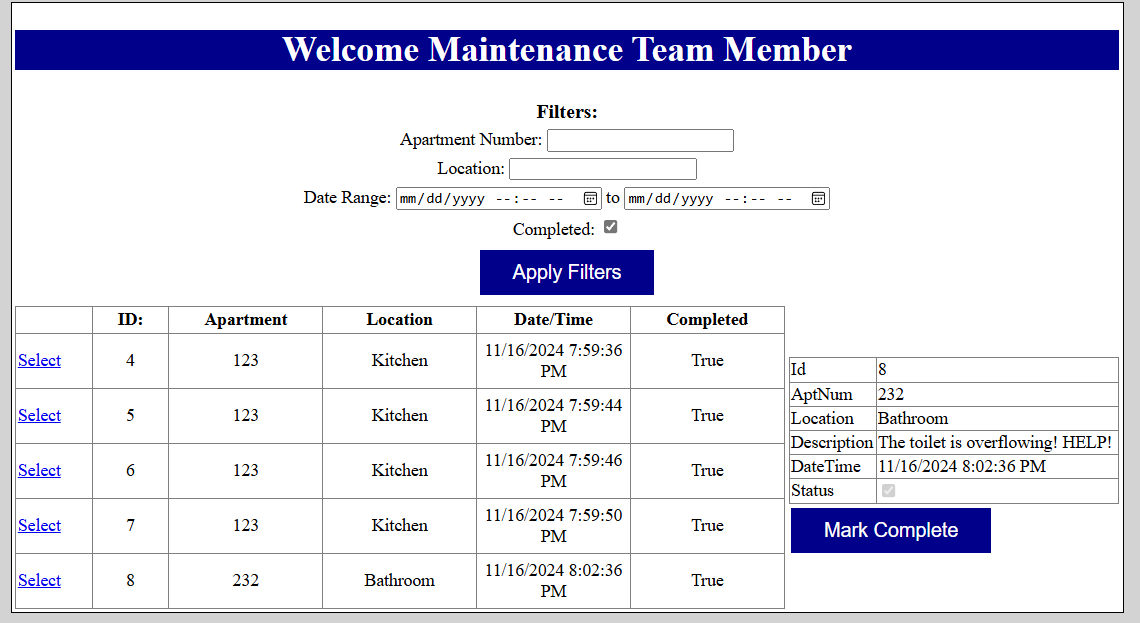 Welcome Maintenance Team Member
Filters:
Apartment Number:
Location:
Date Range: mm/dd/yyyy --:-- -- to mm/dd/yyyy --:-- --
Completed:
Apply Filters
ID: Apartment Location Date/Time Completed
Select 4 123 Kitchen 11/16/2024 7:59:36 PM True
Select 5 123 Kitchen 11/16/2024 7:59:44 PM True
Select 6 123 Kitchen 11/16/2024 7:59:46 PM True
Select 7 123 Kitchen 11/16/2024 7:59:50 PM True
Select 8 232 Bathroom 11/16/2024 8:02:36 PM True
Id 8
AptNum 232
Location Bathroom
Description The toilet is overflowing! HELP!
DateTime 11/16/2024 8:02:36 PM
Status
Mark Complete